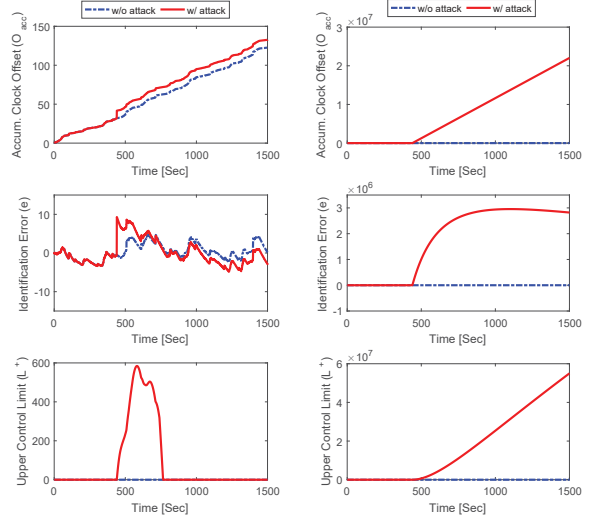 w/o attack w/ attack
Accum. Clock Offset (O acc)
150
100
50
0
0 500 1000 1500
Time [Sec]
w/o attack w/ attack
×10^7
Accum. Clock Offset (O acc)
3
2
1
0
0 500 1000 1500
Time [Sec]
Identification Error (e)
10
0
-10
0 500 1000 1500
Time [Sec]
×10^6
Identification Error (e)
3
2
1
0
-1
0 500 1000 1500
Time [Sec]
Upper Control Limit (L^+)
600
400
200
0
0 500 1000 1500
Time [Sec]
×10^7
Upper Control Limit (L^+)
6
4
2
0
0 500 1000 1500
Time [Sec]